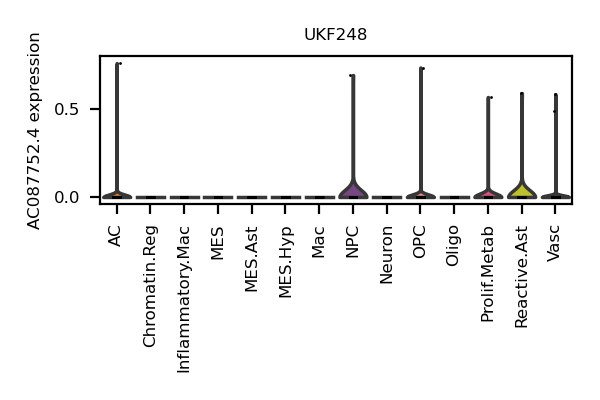 UKF248
AC087752.4 expression
0.5
0.0
AC
Chromatin.Reg
Inflammatory.Mac
MES
MES.Ast
MES.Hyp
Mac
NPC
Neuron
OPC
Oligo
Prolif.Metab
Reactive.Ast
Vasc